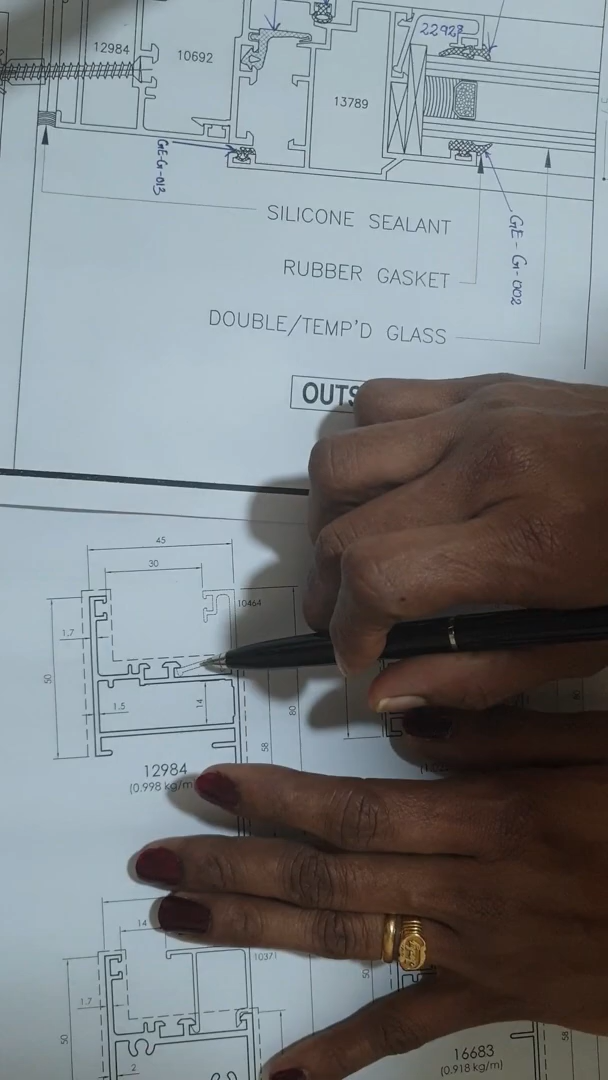 22927
12984
10692
13789
GE-G-013
SILICONE SEALANT
GE-G-002
RUBBER GASKET
DOUBLE/TEMP'D GLASS
OUTS
45
30
10464
1.7
50
1.5
14
80
58
12984
(0.998 kg/m
14
10371
50
1.7
50
2
16683
(0.918 kg/m)
58